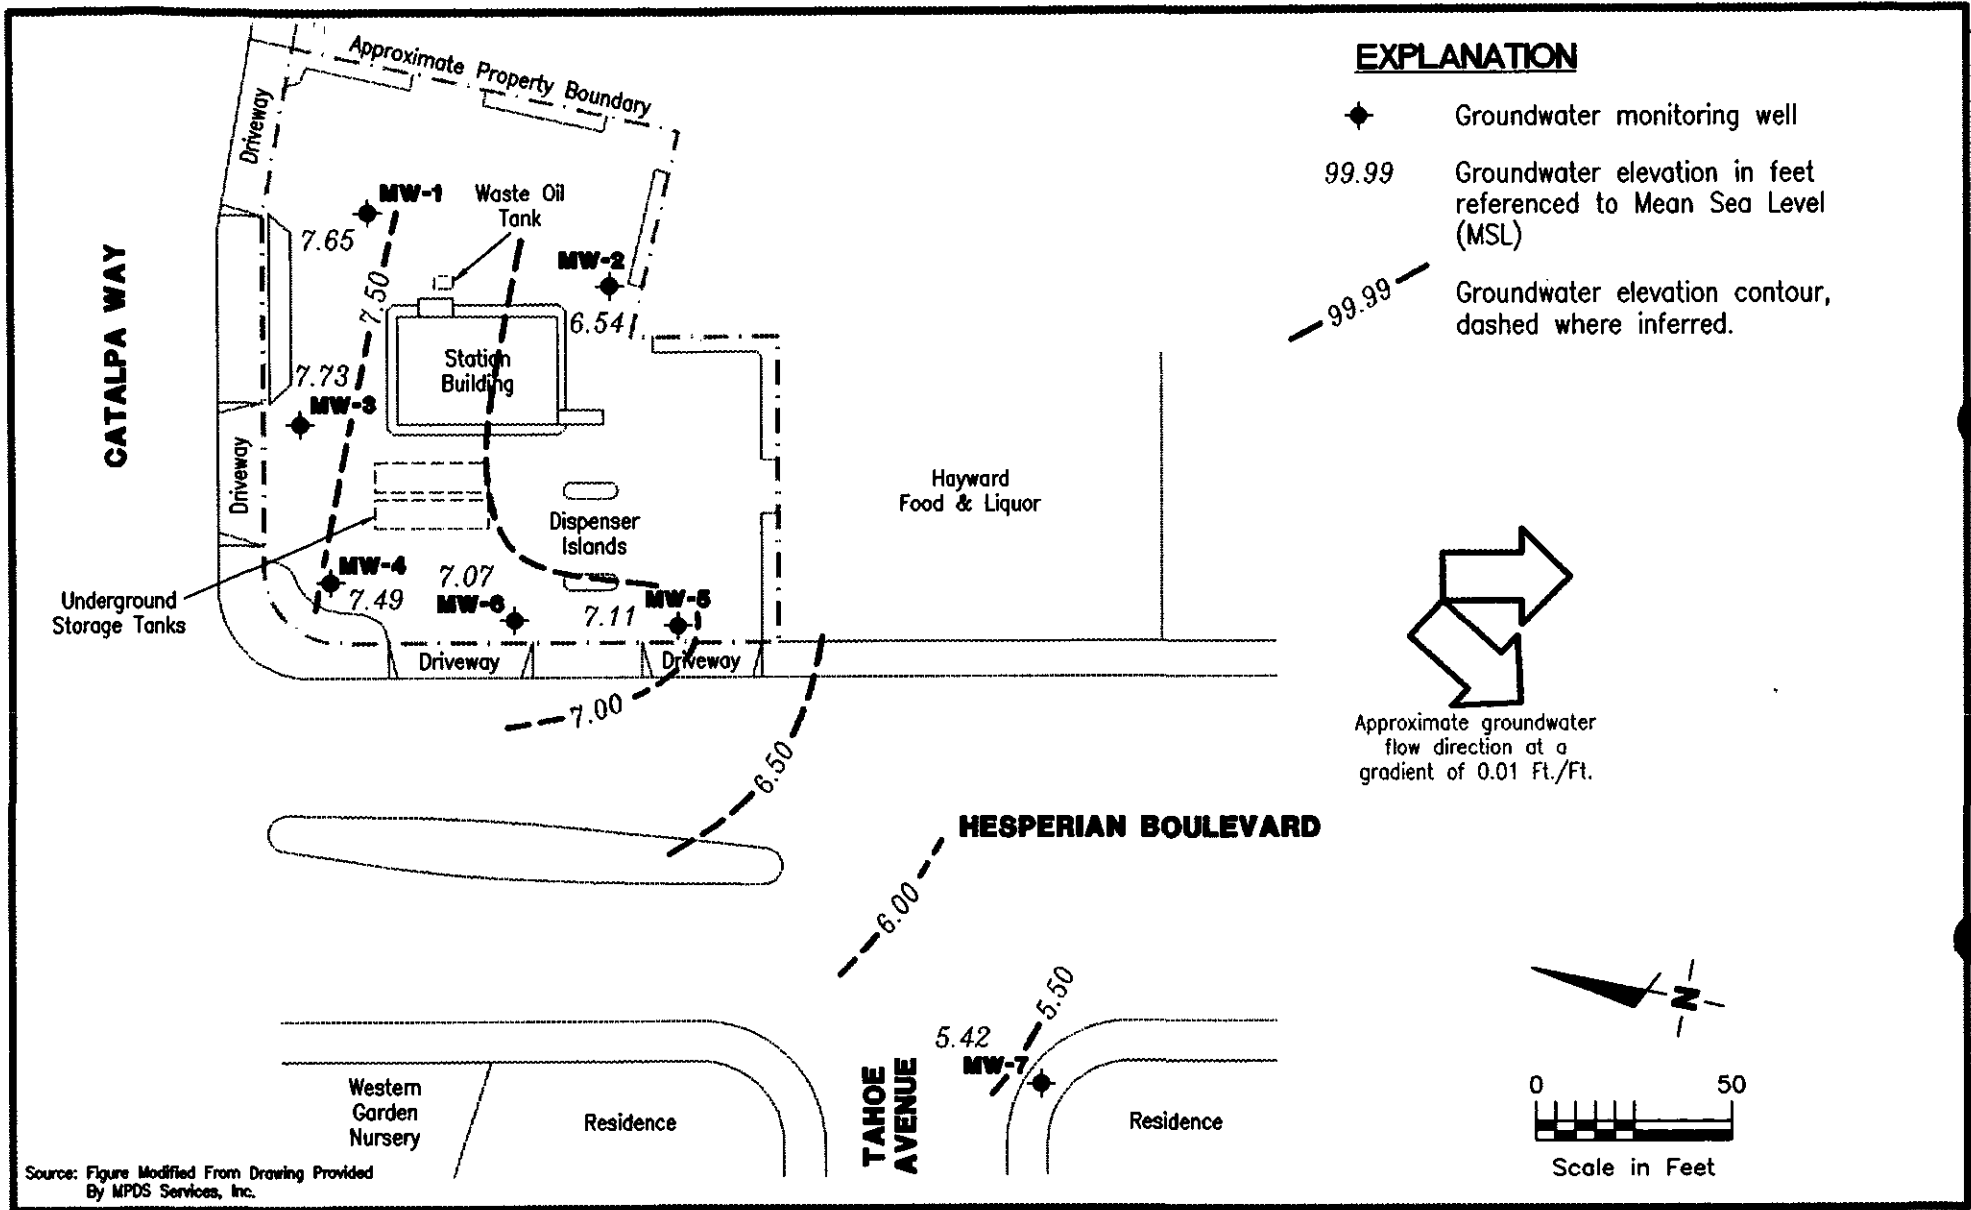 EXPLANATION
Groundwater monitoring well
99.99
Groundwater elevation in feet
referenced to Mean Sea Level
(MSL)
99.99
Groundwater elevation contour,
dashed where inferred.
Approximate Property Boundary
Driveway
MW-1
7.65
Waste Oil
Tank
MW-2
6.54
7.50
CATALPA WAY
Station
Building
7.73
MW-3
Driveway
Hayward
Food & Liquor
Dispenser
Islands
MW-4
7.49
7.07
MW-6
7.11
MW-5
Underground
Storage Tanks
Driveway
Driveway
7.00
6.50
Approximate groundwater
flow direction at a
gradient of 0.01 Ft./Ft.
HESPERIAN BOULEVARD
6.00
5.50
5.42
MW-7
N
TAHOE
AVENUE
Western
Garden
Nursery
Residence
Residence
0 50
Scale in Feet
Source: Figure Modified From Drawing Provided
By MPDS Services, Inc.